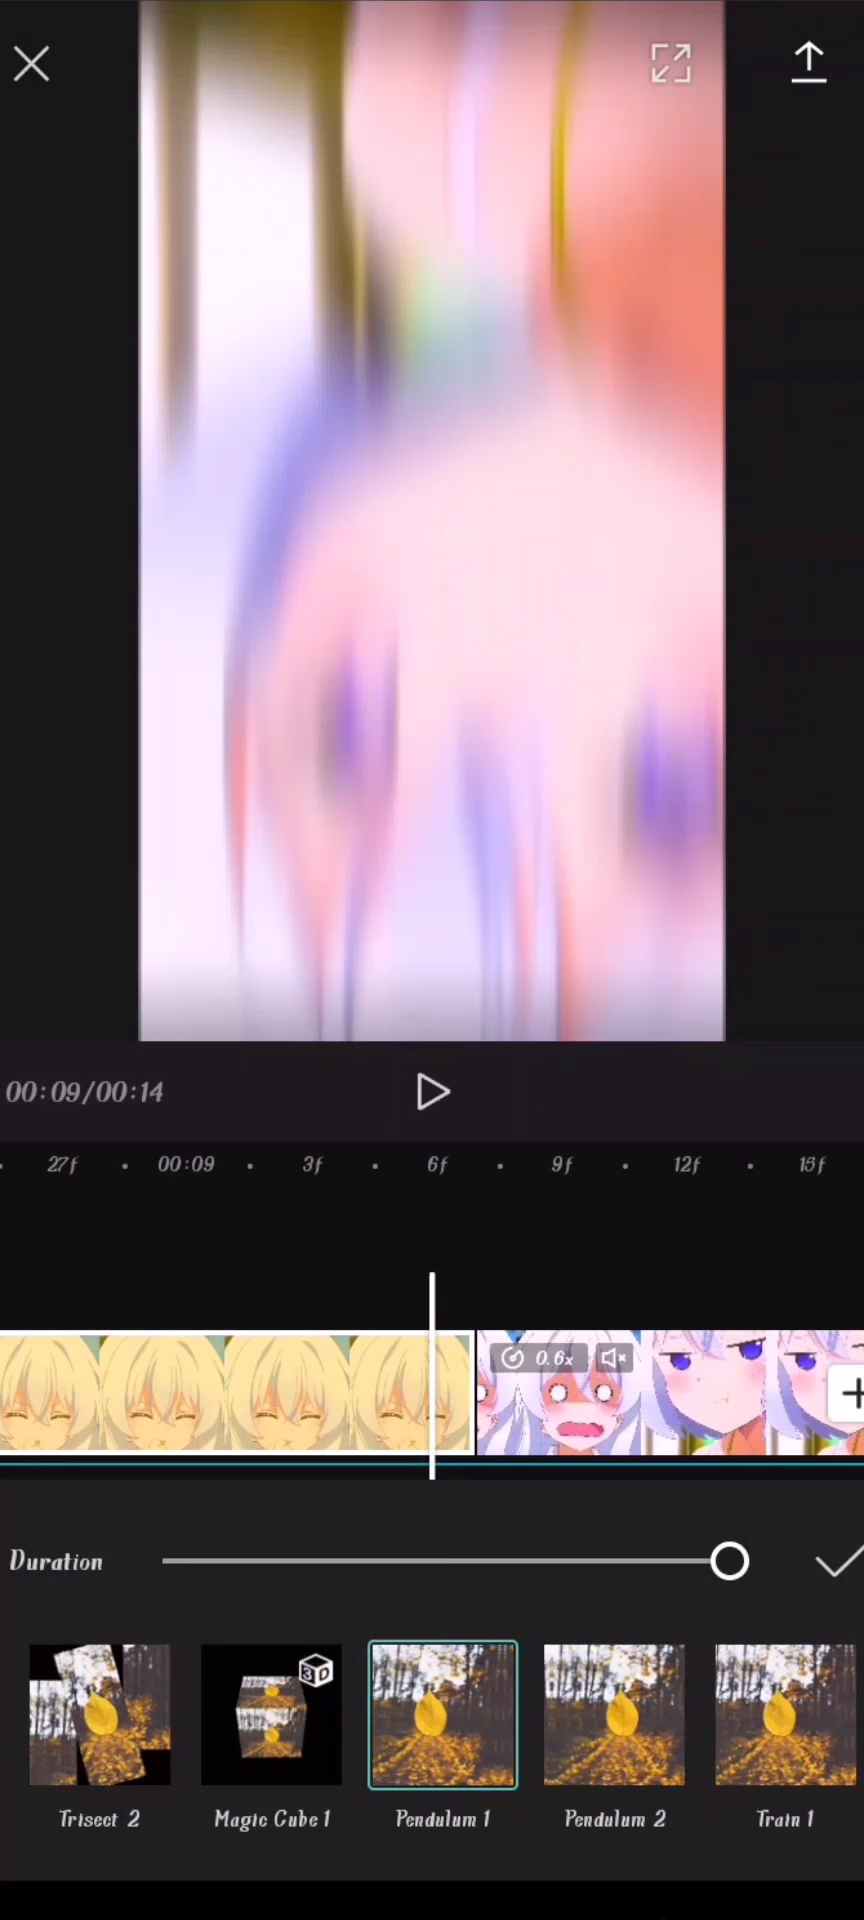 00:09/00:14
27f
00:09
3f
6f
9f
12f
15f
0.6x
Duration
3D
Trisect 2
Magic Cube 1
Pendulum 1
Pendulum 2
Train 1